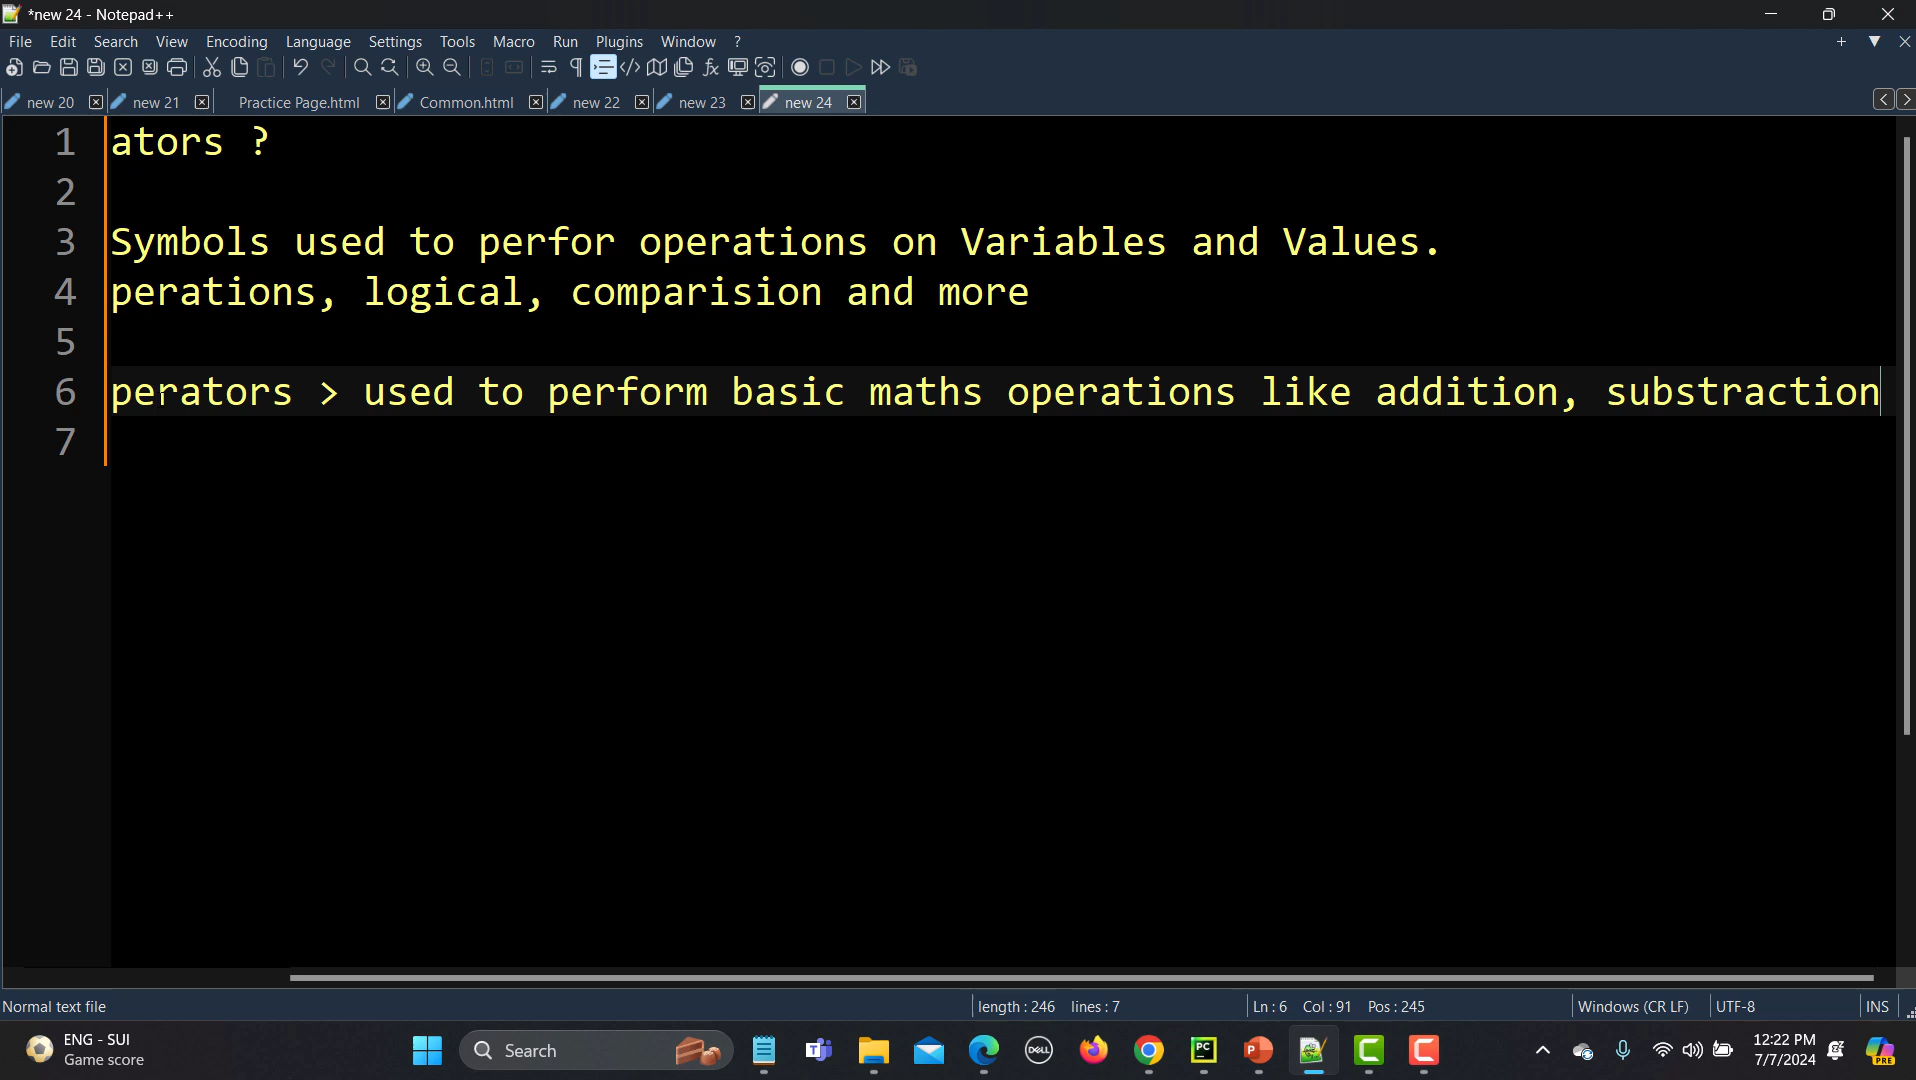 *new 24 - Notepad++
File Edit Search View Encoding Language Settings Tools Macro Run Plugins Window ?
new 20 new 21 Practice Page.html Common.html new 22 new 23 new 24
1 ators ?
2
3 Symbols used to perfor operations on Variables and Values.
4 perations, logical, comparision and more
5
6 perators > used to perform basic maths operations like addition, substraction
7
Normal text file length : 246 lines : 7 Ln : 6 Col : 91 Pos : 245 Windows (CR LF) UTF-8 INS
ENG - SUI
Game score
Search
DELL
PC
P
C
C
12:22 PM
7/7/2024
PRE